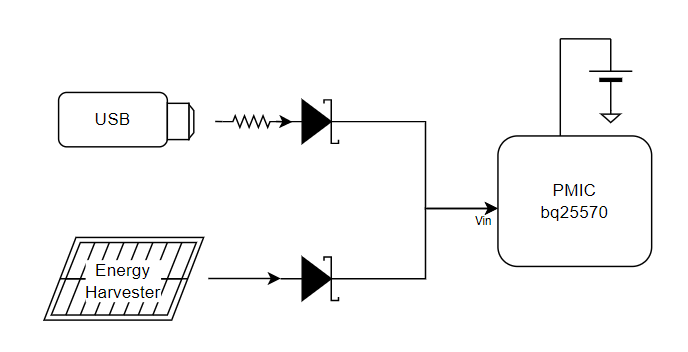 USB
PMIC
bq25570
Vin
Energy
Harvester